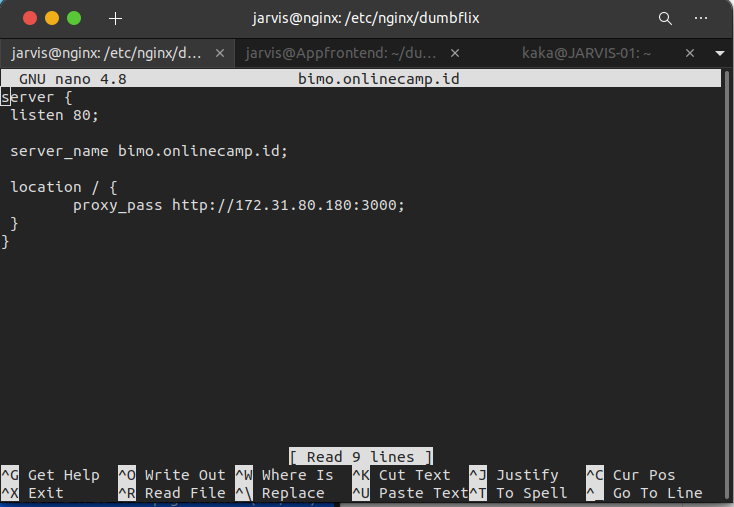 jarvis@nginx: /etc/nginx/dumbflix
jarvis@nginx: /etc/nginx/d... × jarvis@Appfrontend: ~/du... × kaka@JARVIS-01: ~ ×
GNU nano 4.8 bimo.onlinecamp.id
server {
listen 80;
server_name bimo.onlinecamp.id;
location / {
proxy_pass http://172.31.80.180:3000;
}
}
[ Read 9 lines ]
^G Get Help ^O Write Out ^W Where Is ^K Cut Text ^J Justify ^C Cur Pos
^X Exit ^R Read File ^\ Replace ^U Paste Text ^T To Spell ^_ Go To Line